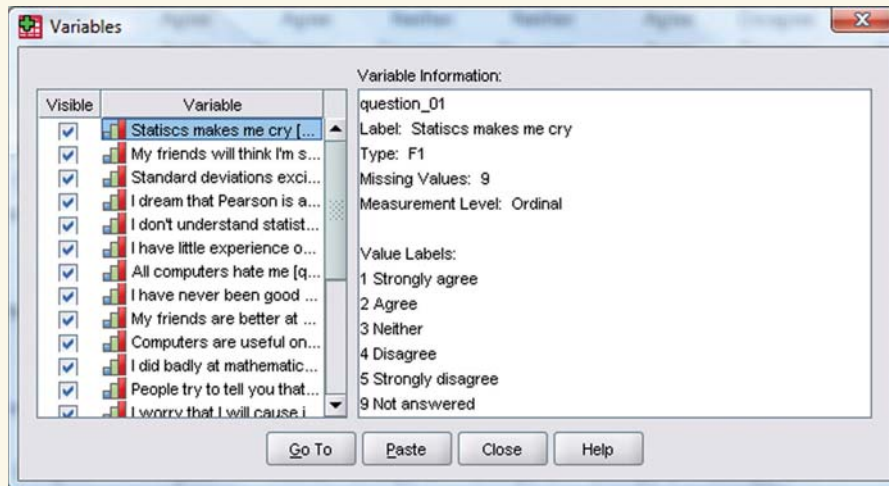 Variables
Visible Variable
Statiscs makes me cry [...
My friends will think I'm s...
Standard deviations exci...
I dream that Pearson is a...
I don't understand statist...
I have little experience o...
All computers hate me [q...
I have never been good ...
My friends are better at ...
Computers are useful on...
I did badly at mathematic...
People try to tell you that...
I worry that I will cause i...
Variable Information:
question_01
Label: Statiscs makes me cry
Type: F1
Missing Values: 9
Measurement Level: Ordinal
Value Labels:
1 Strongly agree
2 Agree
3 Neither
4 Disagree
5 Strongly disagree
9 Not answered
Go To Paste Close Help